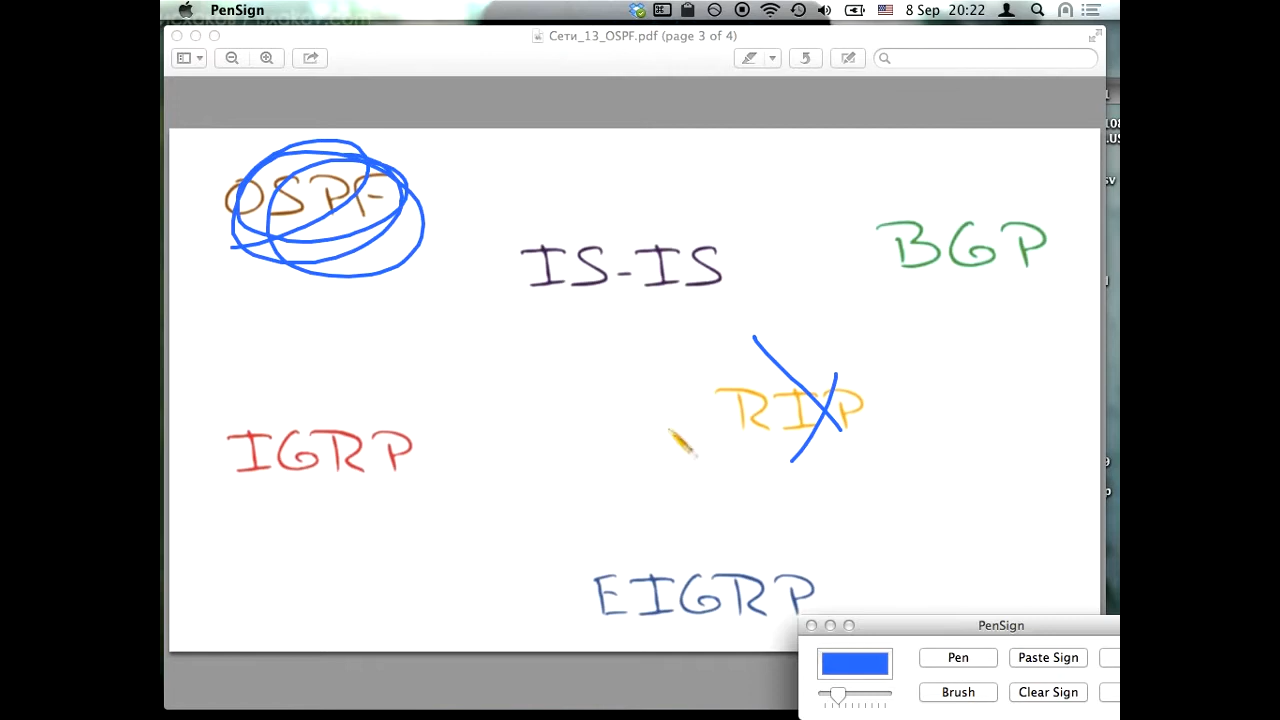 PenSign
8 Sep 20:22
Сети_13_OSPF.pdf (page 3 of 4)
OSPF
IS-IS
BGP
RIP
IGRP
EIGRP
PenSign
Pen
Paste Sign
Brush
Clear Sign